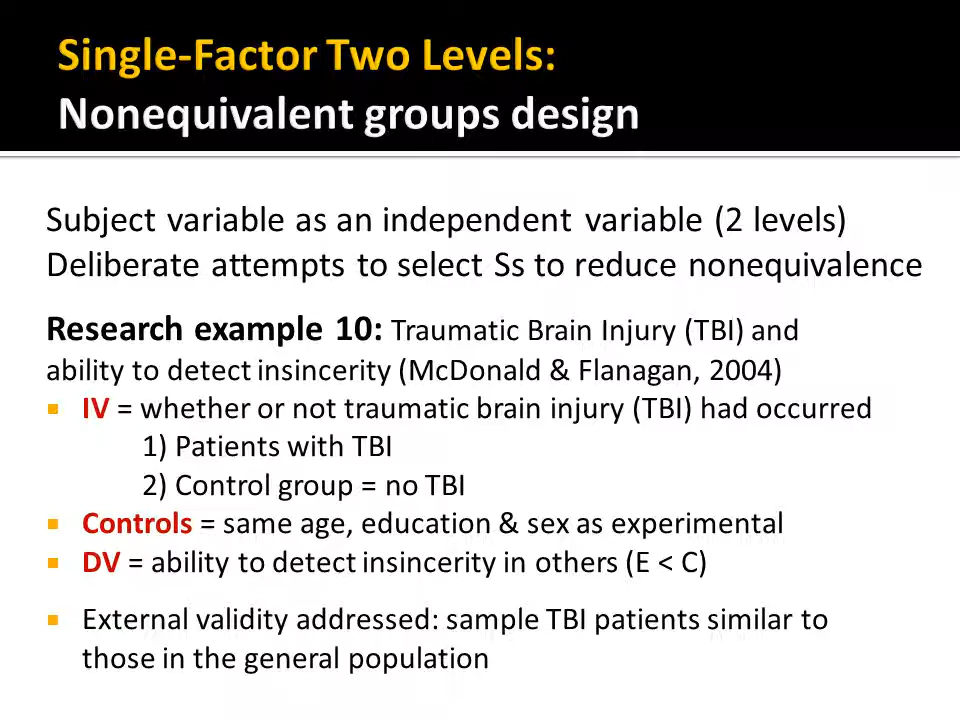 Single-Factor Two Levels:
Nonequivalent groups design
Subject variable as an independent variable (2 levels)
Deliberate attempts to select Ss to reduce nonequivalence
Research example 10: Traumatic Brain Injury (TBI) and
ability to detect insincerity (McDonald & Flanagan, 2004)
▪ IV = whether or not traumatic brain injury (TBI) had occurred
1) Patients with TBI
2) Control group = no TBI
▪ Controls = same age, education & sex as experimental
▪ DV = ability to detect insincerity in others (E < C)
▪ External validity addressed: sample TBI patients similar to
those in the general population